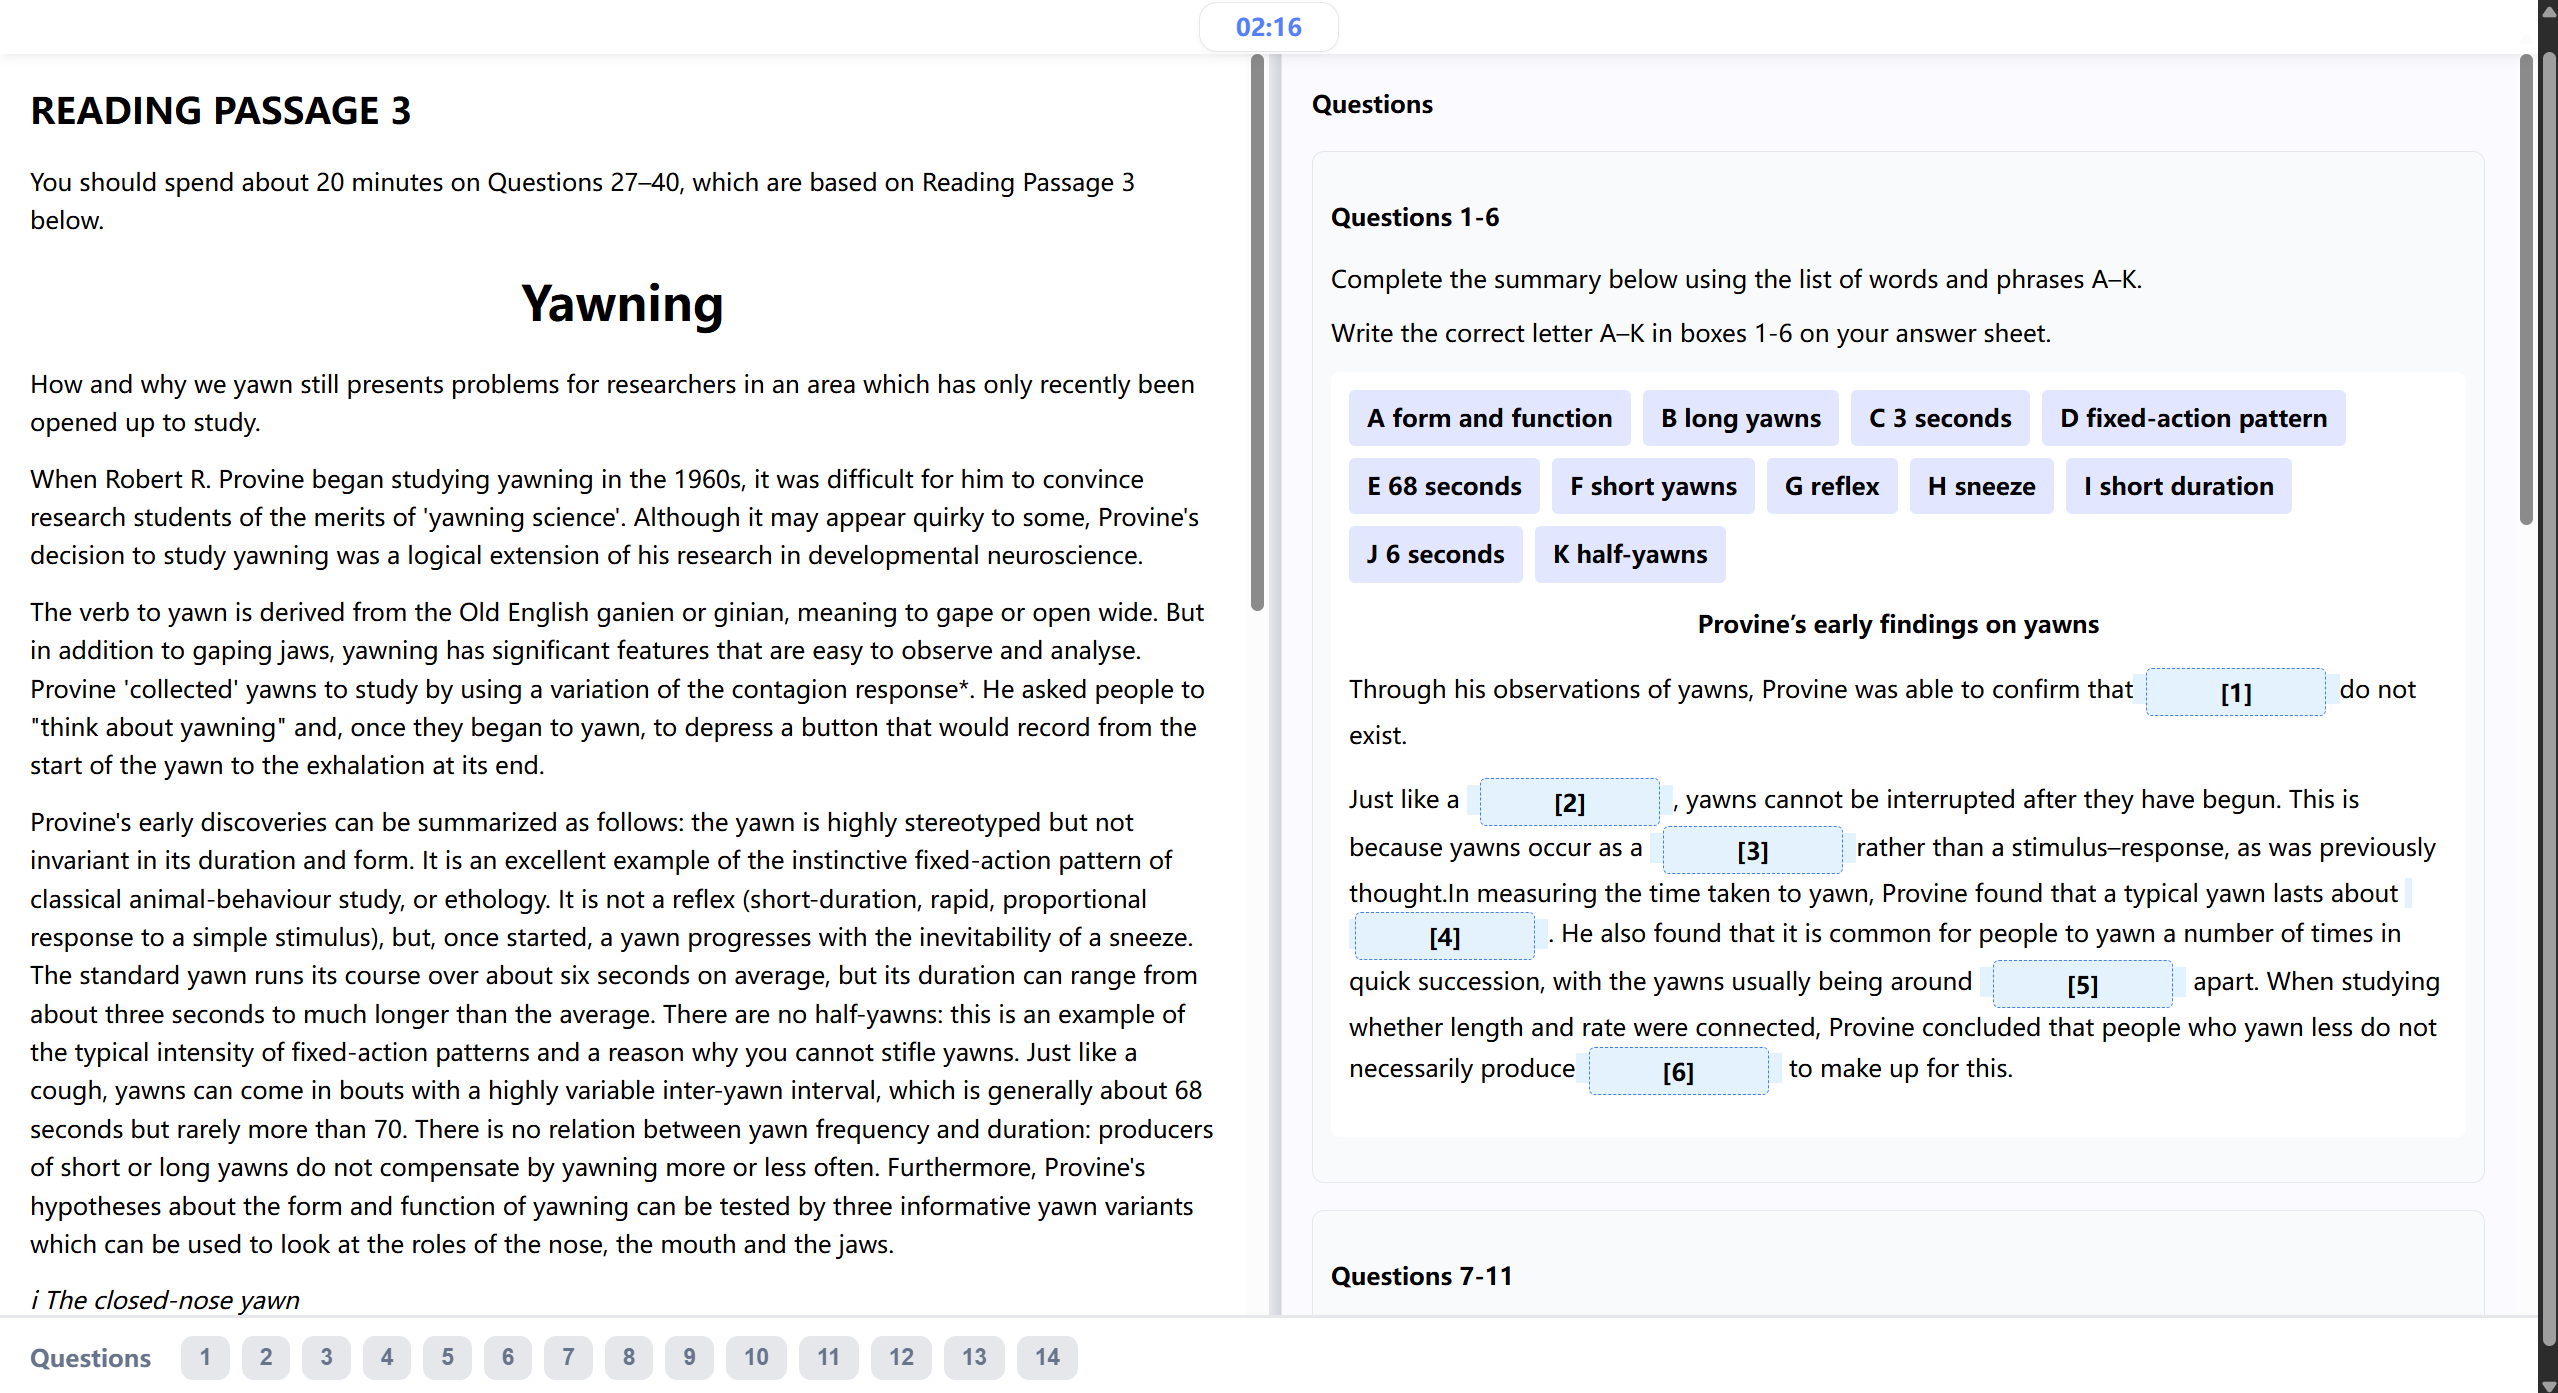 02:16
READING PASSAGE 3
You should spend about 20 minutes on Questions 27–40, which are based on Reading Passage 3
below.
Yawning
How and why we yawn still presents problems for researchers in an area which has only recently been
opened up to study.
When Robert R. Provine began studying yawning in the 1960s, it was difficult for him to convince
research students of the merits of 'yawning science'. Although it may appear quirky to some, Provine's
decision to study yawning was a logical extension of his research in developmental neuroscience.
The verb to yawn is derived from the Old English ganien or ginian, meaning to gape or open wide. But
in addition to gaping jaws, yawning has significant features that are easy to observe and analyse.
Provine 'collected' yawns to study by using a variation of the contagion response*. He asked people to
"think about yawning" and, once they began to yawn, to depress a button that would record from the
start of the yawn to the exhalation at its end.
Provine's early discoveries can be summarized as follows: the yawn is highly stereotyped but not
invariant in its duration and form. It is an excellent example of the instinctive fixed-action pattern of
classical animal-behaviour study, or ethology. It is not a reflex (short-duration, rapid, proportional
response to a simple stimulus), but, once started, a yawn progresses with the inevitability of a sneeze.
The standard yawn runs its course over about six seconds on average, but its duration can range from
about three seconds to much longer than the average. There are no half-yawns: this is an example of
the typical intensity of fixed-action patterns and a reason why you cannot stifle yawns. Just like a
cough, yawns can come in bouts with a highly variable inter-yawn interval, which is generally about 68
seconds but rarely more than 70. There is no relation between yawn frequency and duration: producers
of short or long yawns do not compensate by yawning more or less often. Furthermore, Provine's
hypotheses about the form and function of yawning can be tested by three informative yawn variants
which can be used to look at the roles of the nose, the mouth and the jaws.
i The closed-nose yawn
Questions
Questions 1-6
Complete the summary below using the list of words and phrases A–K.
Write the correct letter A–K in boxes 1-6 on your answer sheet.
A form and function B long yawns C 3 seconds D fixed-action pattern
E 68 seconds F short yawns G reflex H sneeze I short duration
J 6 seconds K half-yawns
Provine’s early findings on yawns
Through his observations of yawns, Provine was able to confirm that [1] do not
exist.
Just like a [2] , yawns cannot be interrupted after they have begun. This is
because yawns occur as a [3] rather than a stimulus–response, as was previously
thought.In measuring the time taken to yawn, Provine found that a typical yawn lasts about
[4] . He also found that it is common for people to yawn a number of times in
quick succession, with the yawns usually being around [5] apart. When studying
whether length and rate were connected, Provine concluded that people who yawn less do not
necessarily produce [6] to make up for this.
Questions 7-11
Questions 1 2 3 4 5 6 7 8 9 10 11 12 13 14